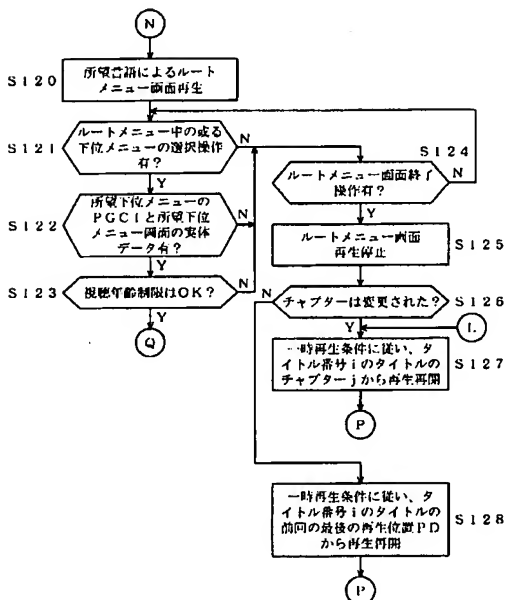 N
S120
所望言語によるルート
メニュー画面再生
S121
ルートメニュー中の或る
下位メニューの選択操作
有?
N
Y
S122
所望下位メニューの
PGCIと所望下位
メニュー画面の実体
データ有?
N
Y
S123
視聴年齢制限はOK?
N
Y
Q
S124
ルートメニュー画面終了
操作有?
N
Y
ルートメニュー画面
再生停止
S125
N
チャプターは変更された?
S126
Y
L
一時再生条件に従い、タ
イトル番号iのタイトルの
チャプターjから再生再開
S127
P
一時再生条件に従い、タ
イトル番号iのタイトルの
前回の最後の再生位置PD
から再生再開
S128
P